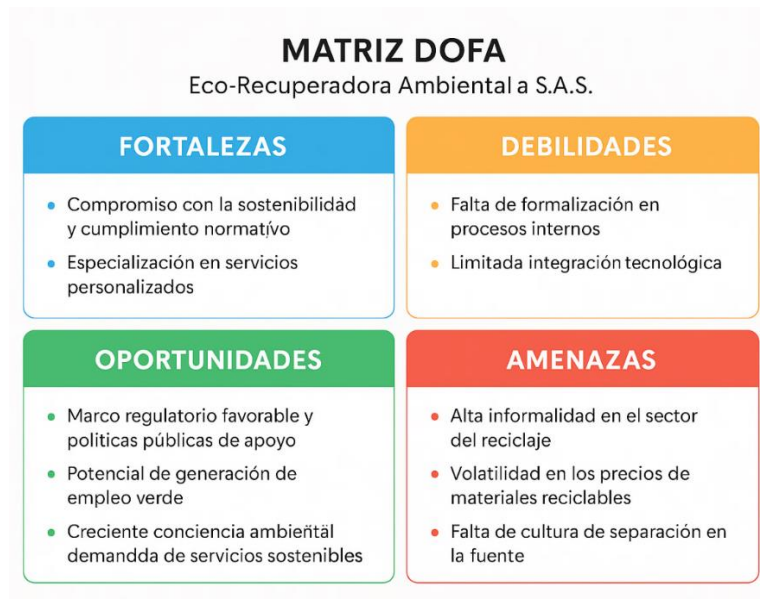 MATRIZ DOFA
Eco-Recuperadora Ambiental a S.A.S.
FORTALEZAS
• Compromiso con la sostenibilidád
y cumplimiento normatívo
• Especialización en servicios
personalizados
DEBILIDADES
• Falta de formalización en
procesos internos
• Limitada integración tecnológica
OPORTUNIDADES
• Marco regulatorio favorable y
políticas públicas de apoyo
• Potencial de generación de
empleo verde
• Creciente conciencia ambieñtäl
demandda de servicios sostenibles
AMENAZAS
• Alta informalidad en el sector
del reciclaje
• Volatilidad en los precios de
materiales reciclables
• Falta de cultura de separación en
la fuente